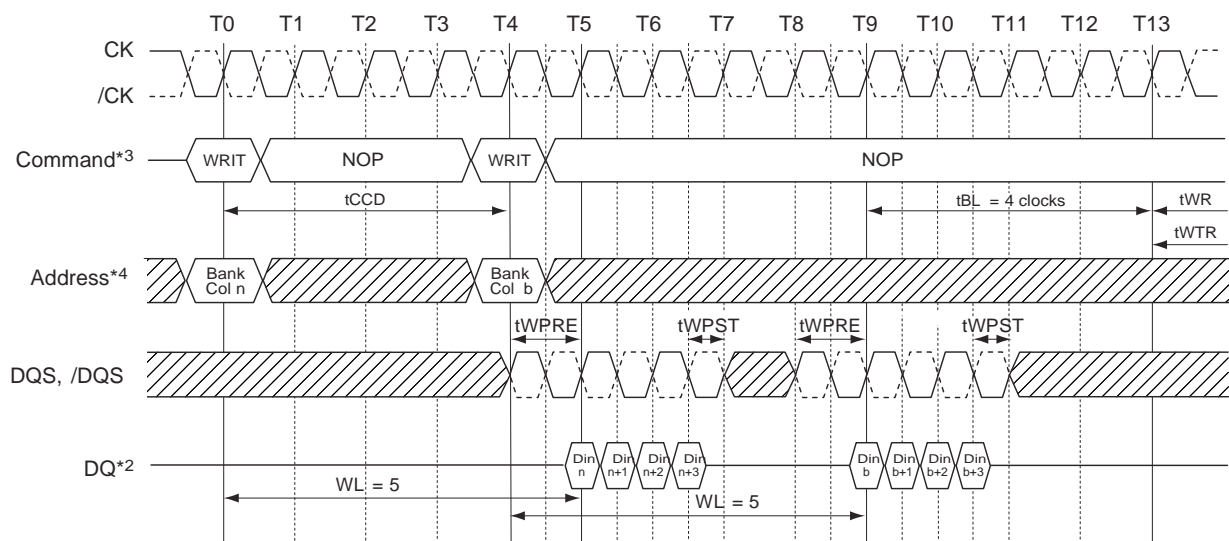 T0 T1 T2 T3 T4 T5 T6 T7 T8 T9 T10 T11 T12 T13
CK
/CK
Command*3 WRIT NOP WRIT NOP
tCCD tBL = 4 clocks tWR
tWTR
Address*4 Bank Col n Bank Col b
tWPRE tWPST tWPRE tWPST
DQS, /DQS
DQ*2 Din n Din n+1 Din n+2 Din n+3 Din b Din b+1 Din b+2 Din b+3
WL = 5
WL = 5